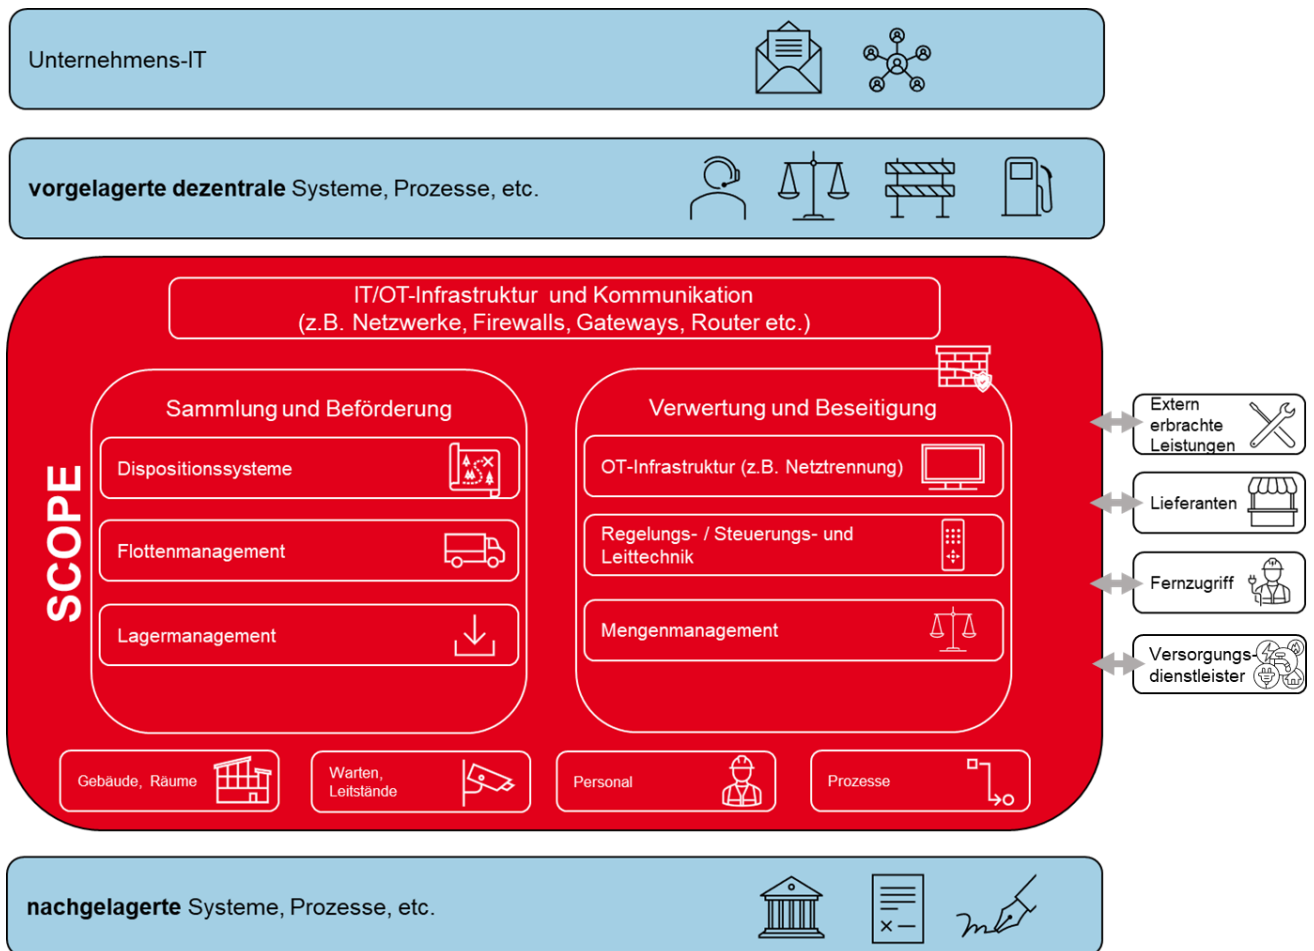 Unternehmens-IT
vorgelagerte dezentrale Systeme, Prozesse, etc.
IT/OT-Infrastruktur und Kommunikation
(z.B. Netzwerke, Firewalls, Gateways, Router etc.)
SCOPE
Sammlung und Beförderung
Dispositionssysteme
Flottenmanagement
Lagermanagement
Verwertung und Beseitigung
OT-Infrastruktur (z.B. Netztrennung)
Regelungs- / Steuerungs- und
Leittechnik
Mengenmanagement
Extern
erbrachte
Leistungen
Lieferanten
Fernzugriff
Versorgungs-
dienstleister
Gebäude, Räume
Warten,
Leitstände
Personal
Prozesse
nachgelagerte Systeme, Prozesse, etc.